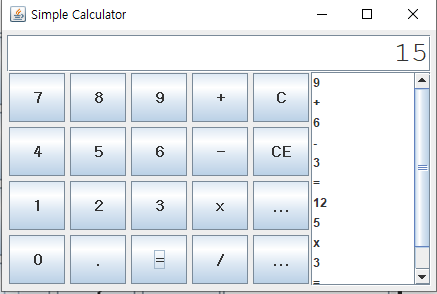 Simple Calculator
15
7 8 9 + C
4 5 6 - CE
1 2 3 x ...
0 . = / ...
9
+
6
-
3
=
12
5
x
3
=